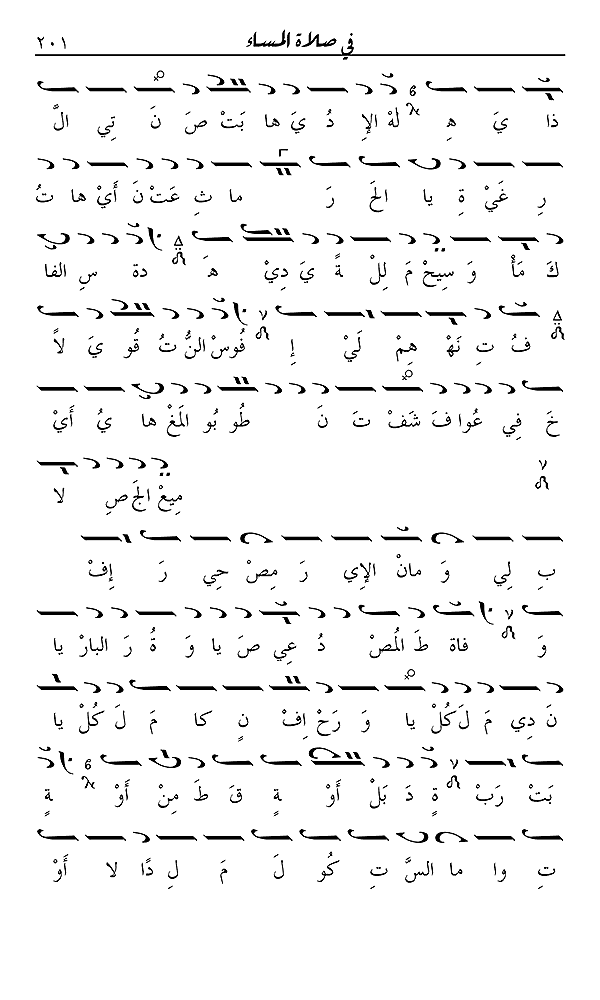 في صلاة المساء ٢٠١
الَّ تِي نَ صَ بَتْ ها يَ دُ الإِ لَهْ هِ يَ ذا
تُ ها أَيْ نَ عَتْ ثِ ما رَ الحَ يا ةِ غَيْ رِ
الفا سِ دة هَ دِيْ يَ ةً لِلْ مَ سِيحْ وَ مَأْ كَ
لاً يَ قُو تُ النُّ فُوسْ إِ لَيْ هِمْ نَهْ تِ فُ
أَيْ يُ ها المَغْ بُو طُو نَ تَ شَفْ فَ عُوا فِي خَ
لا صِ الجَ مِيعْ
إِفْ رَ حِي مِصْ رَ الإِي مانْ وَ لِي بِ
يا البارْ رَ ةُ وَ يا صَ عِي دُ المُصْ طَ فاة وَ
يا كُلْ لَ مَ كا نٍ إِفْ رَحْ وَ يا كُلْ لَ مَ دِي نَ
ةٍ أَوْ مِنْ طَ قَ ةٍ أَوْ بَلْ دَ ةٍ رَبْ بَتْ
أَوْ لا دًا لِ مَ لَ كُو تِ السَّ ما وا تِ